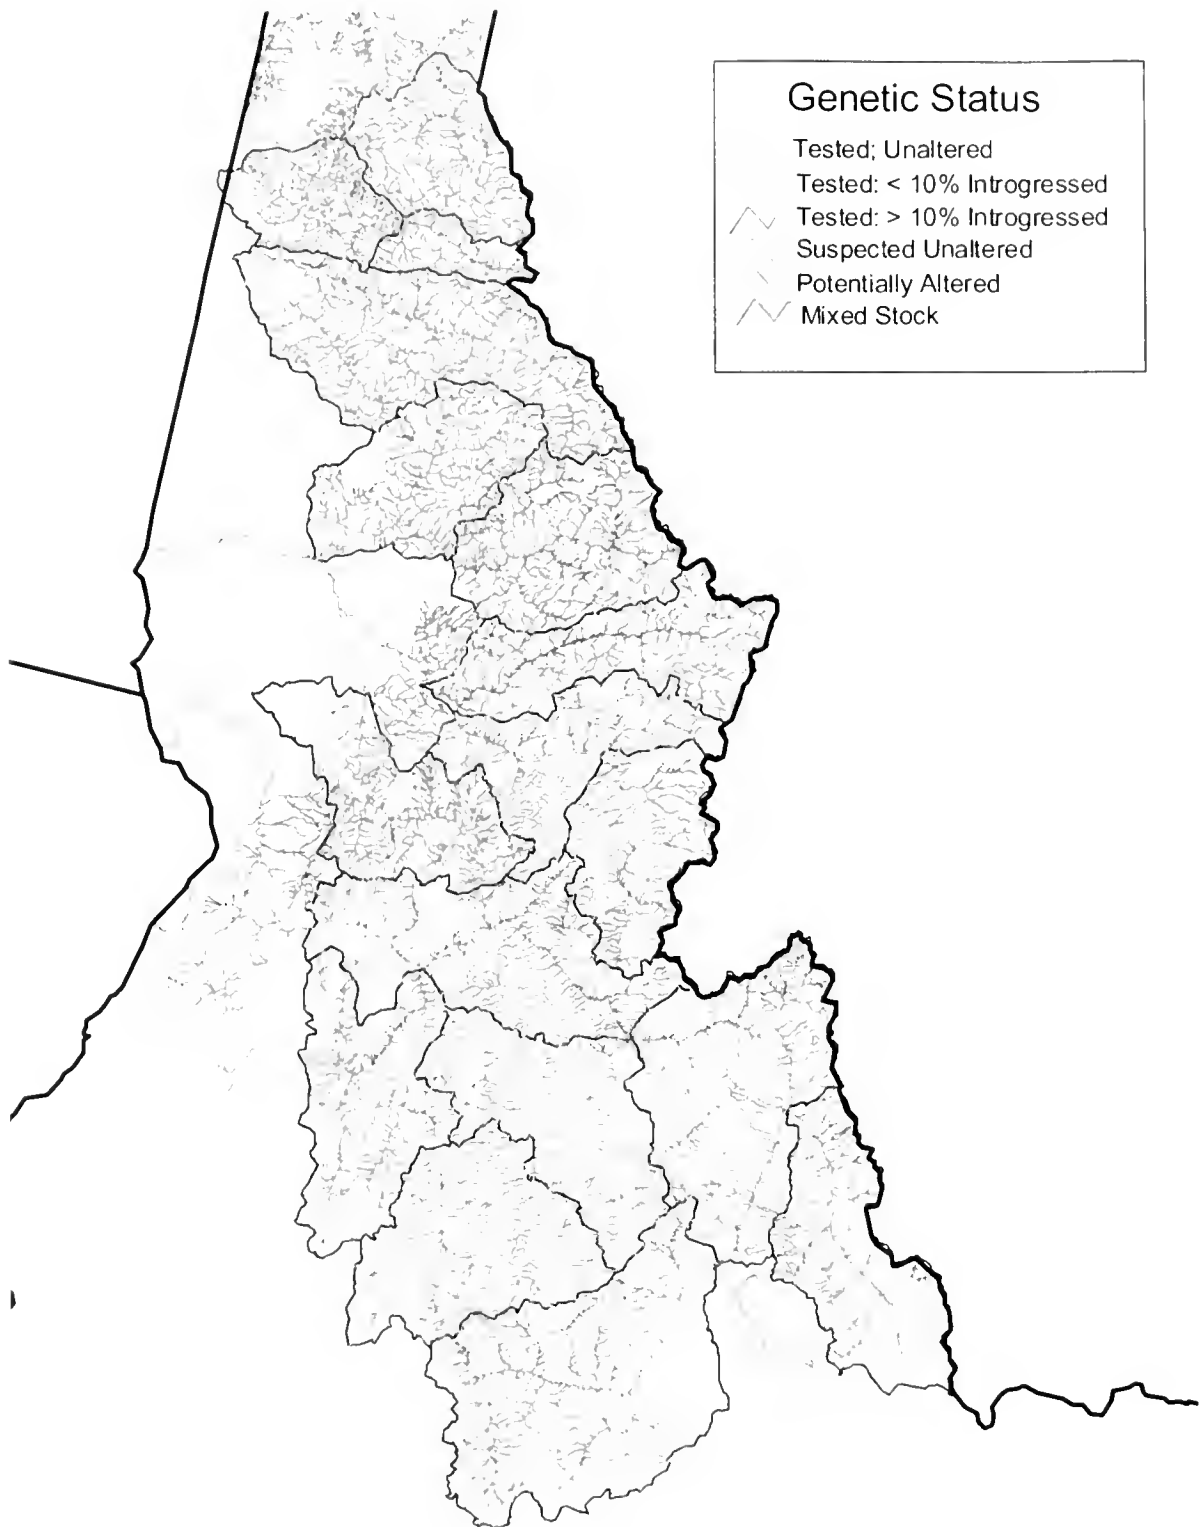 Genetic Status
Tested; Unaltered
Tested: < 10% Introgressed
Tested: > 10% Introgressed
Suspected Unaltered
Potentially Altered
Mixed Stock